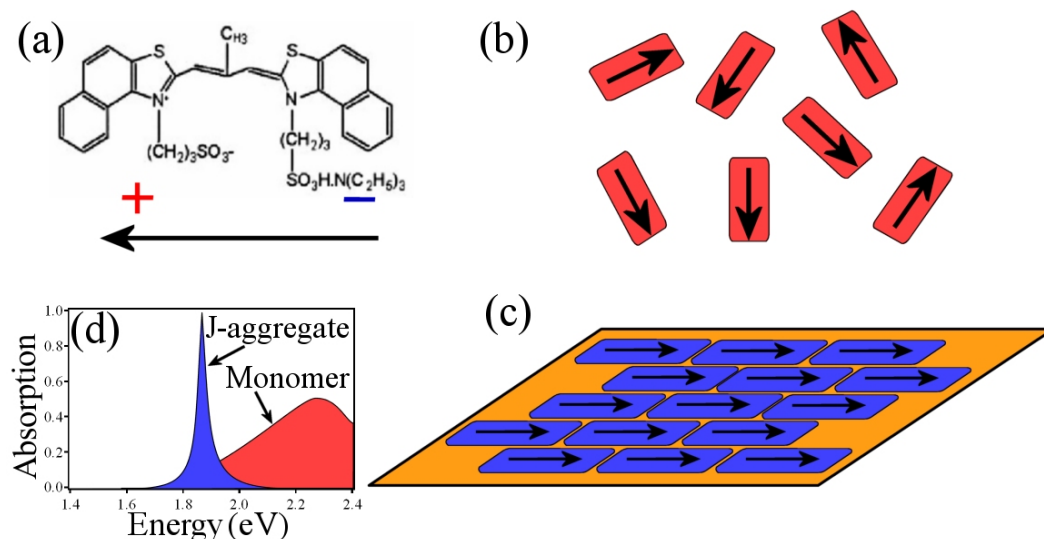 (a)
CH3
S
S
N+
N
(CH2)3SO3-
(CH2)3
SO3H.N(C2H5)3
+
−
(b)
(d)
1.0
0.8
0.6
0.4
0.2
0.0
Absorption
J-aggregate
Monomer
1.4
1.6
1.8
2.0
2.2
2.4
Energy (eV)
(c)